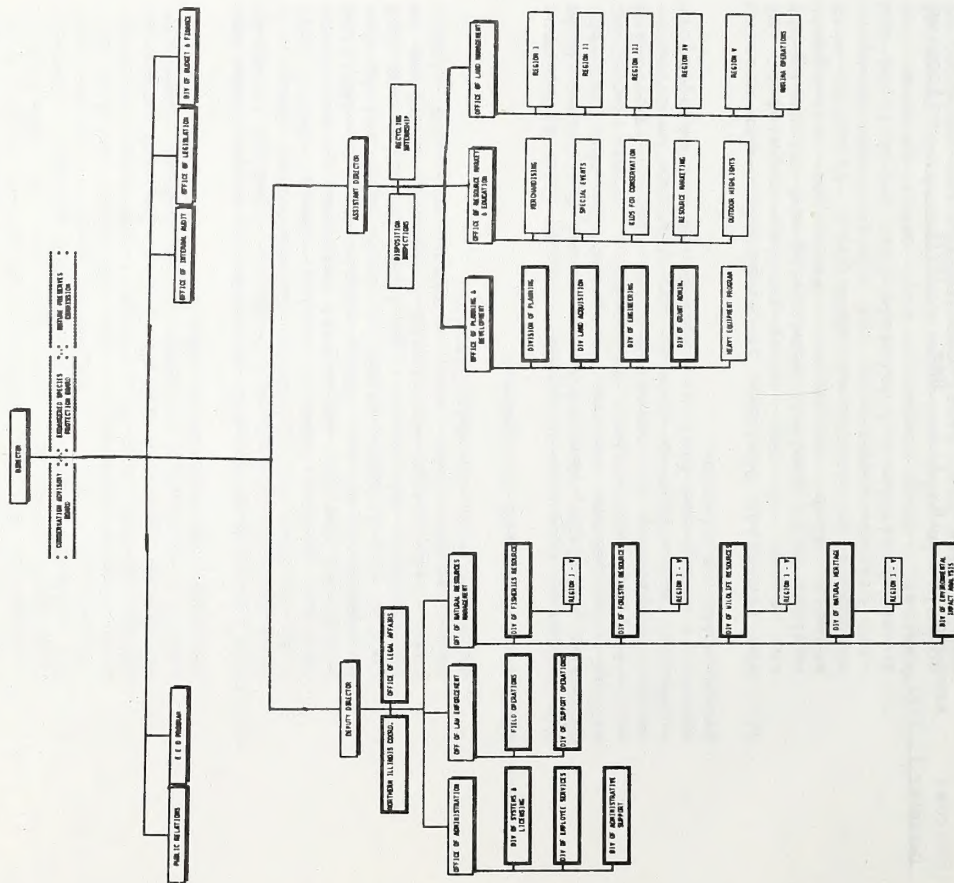 DIRECTOR
* CONSERVATION ADVISORY *.* ENDANGERED SPECIES *.* NATURE PRESERVES *
* BOARD *.* PROTECTION BOARD *.* COMMISSION *
PUBLIC RELATIONS
E E O PROGRAM
OFFICE OF INTERNAL AUDIT
OFFICE OF LEGISLATION
DIV OF BUDGET & FINANCE
DEPUTY DIRECTOR
NORTHERN ILLINOIS COORD.
OFFICE OF LEGAL AFFAIRS
OFFICE OF ADMINISTRATION
DIV OF SYSTEMS &
LICENSING
DIV OF EMPLOYEE SERVICES
DIV OF ADMINISTRATIVE
SUPPORT
OFF OF LAW ENFORCEMENT
FIELD OPERATIONS
DIV OF SUPPORT OPERATIONS
OFF OF NATURAL RESOURCES
MANAGEMENT
DIV OF FISHERIES RESOURCE
REGION I - V
DIV OF FORESTRY RESOURCES
REGION I - V
DIV OF WILDLIFE RESOURCES
REGION I - V
DIV OF NATURAL HERITAGE
REGION I - V
DIV OF ENVIRONMENTAL
IMPACT ANALYSIS
ASSISTANT DIRECTOR
DISPOSITION
INSPECTIONS
RECYCLING
INTERNSHIP
OFFICE OF PLANNING &
DEVELOPMENT
DIVISION OF PLANNING
DIV LAND ACQUISITION
DIV OF ENGINEERING
DIV OF GRANT ADMIN.
HEAVY EQUIPMENT PROGRAM
OFFICE OF RESOURCE MARKET
& EDUCATION
MERCHANDISING
SPECIAL EVENTS
KIDS FOR CONSERVATION
RESOURCE MARKETING
OUTDOOR HIGHLIGHTS
OFFICE OF LAND MANAGEMENT
REGION I
REGION II
REGION III
REGION IV
REGION V
MARINA OPERATIONS